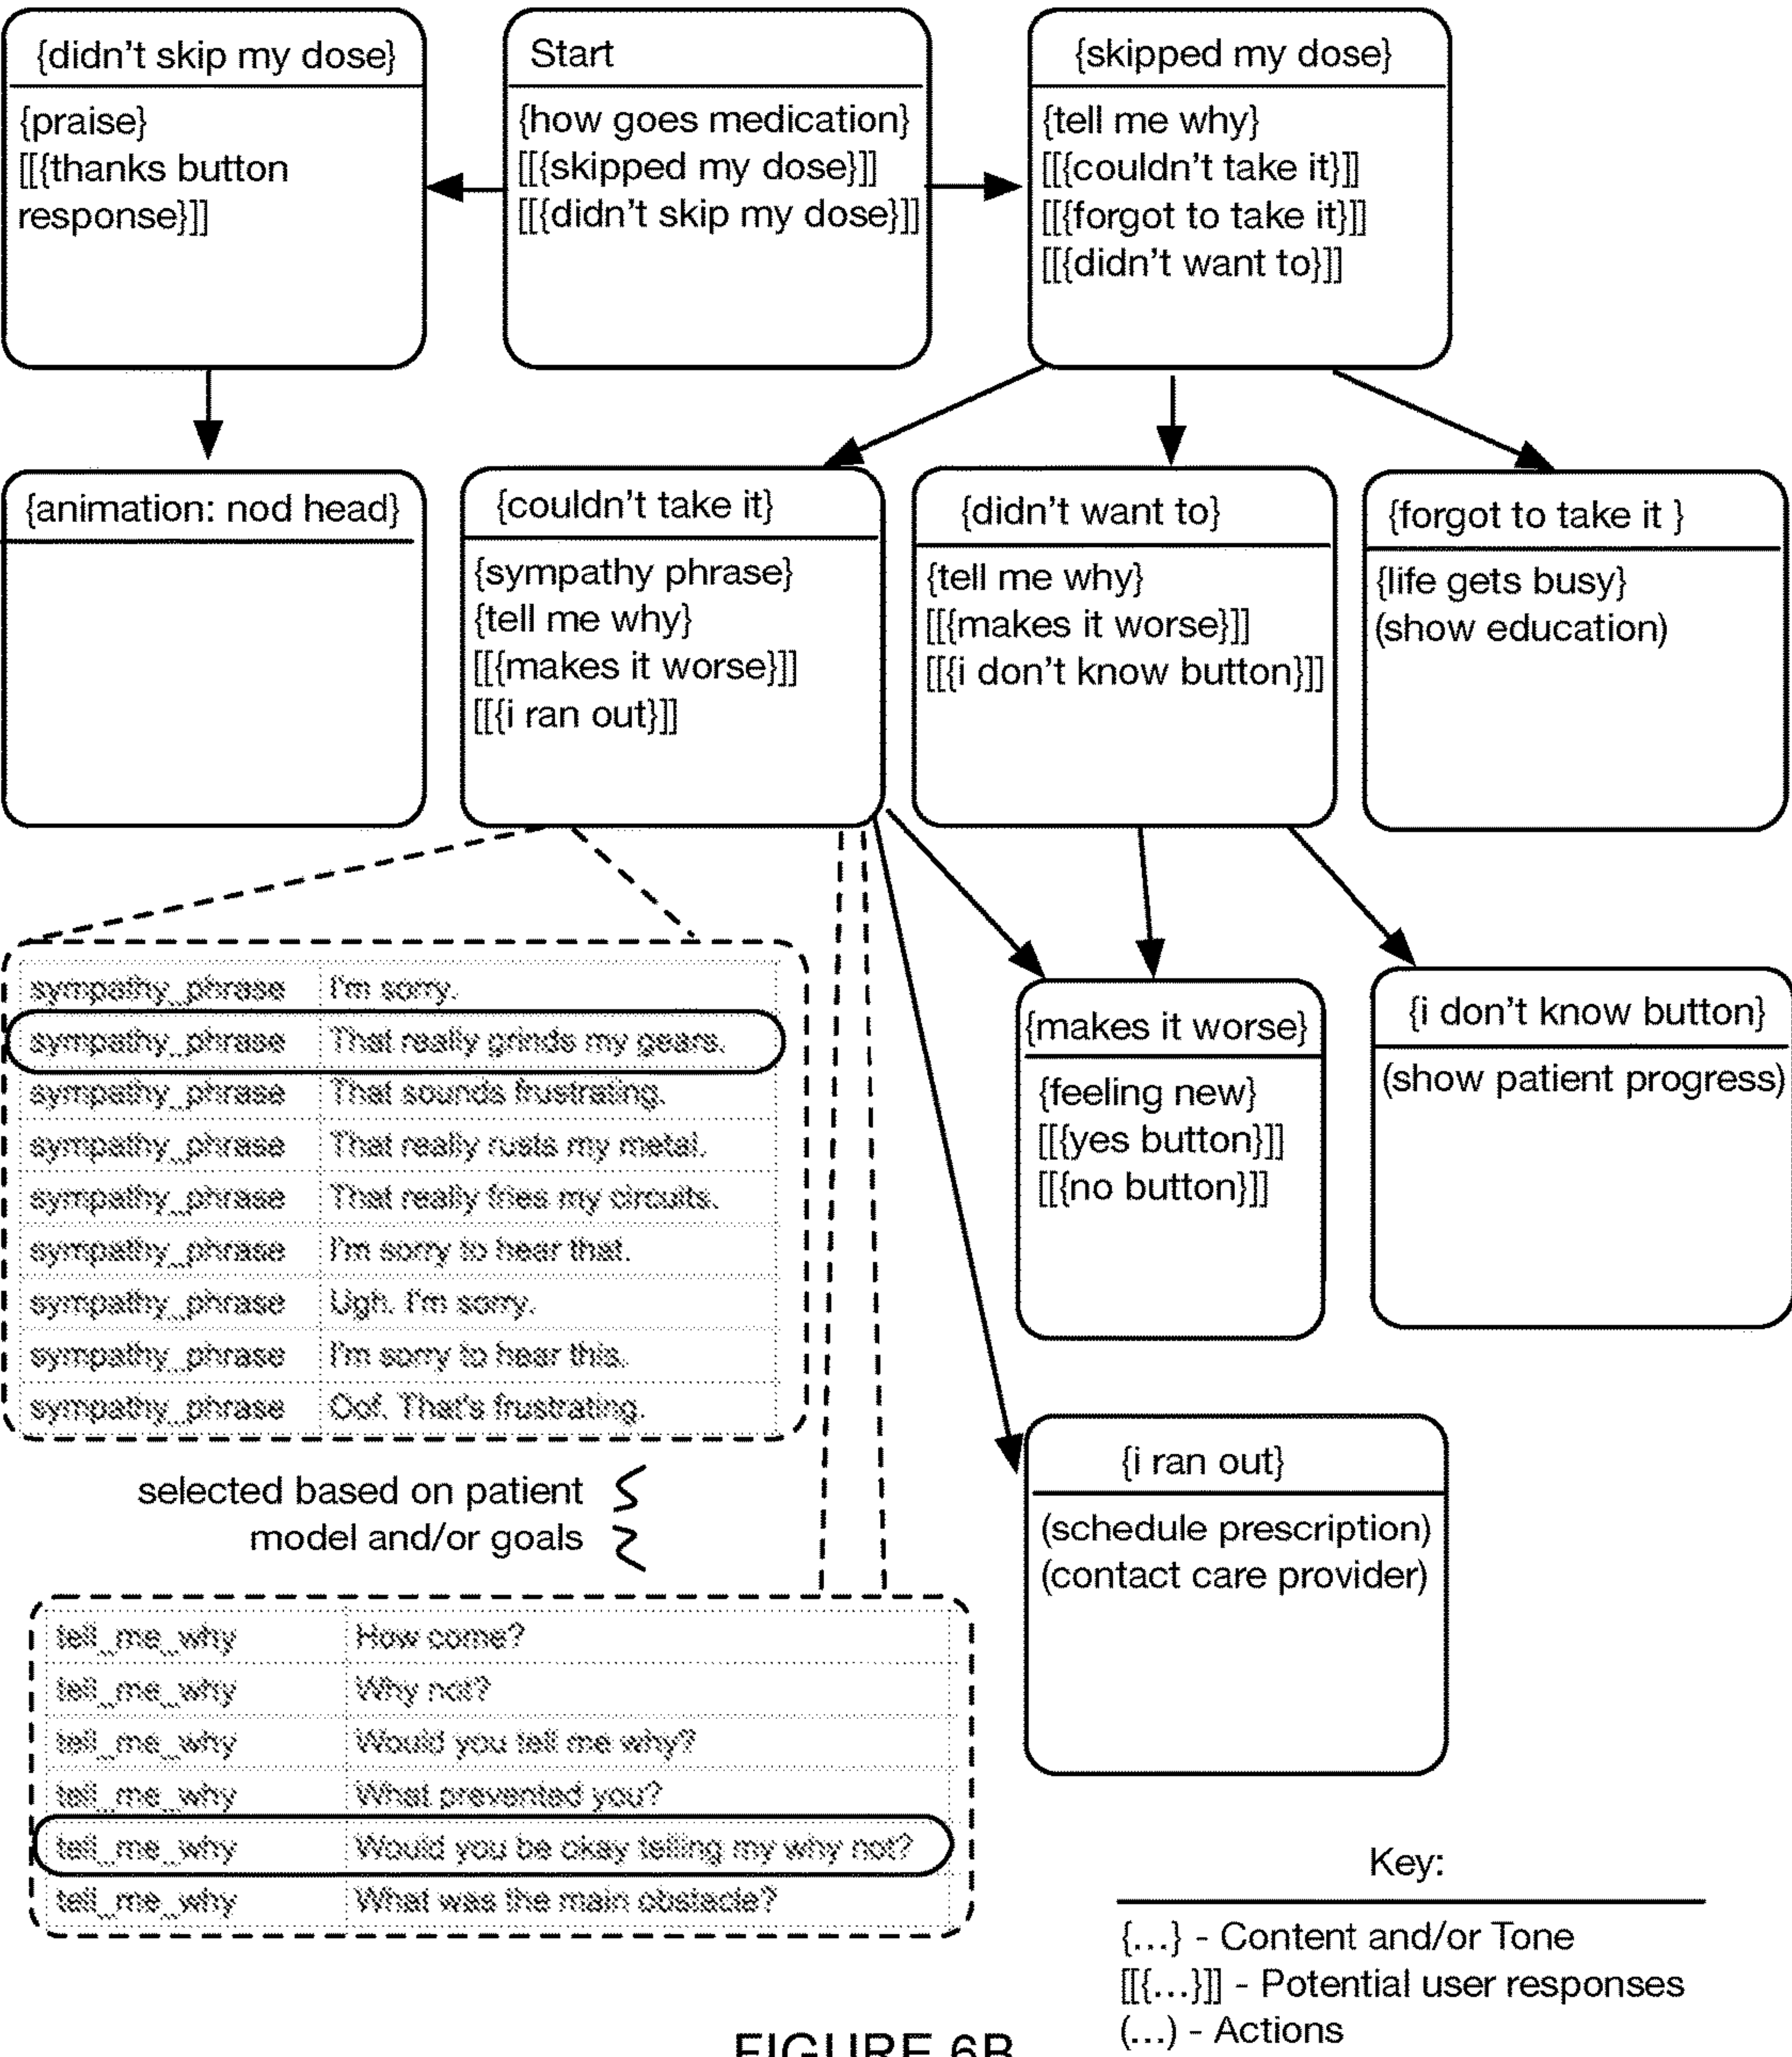 {didn't skip my dose}
{praise}
[[{thanks button
response}]]
Start
{how goes medication}
[[{skipped my dose}]]
[[{didn't skip my dose}]]
{skipped my dose}
{tell me why}
[[{couldn't take it}]]
[[{forgot to take it}]]
[[{didn't want to}]]
{animation: nod head}
{couldn't take it}
{sympathy phrase}
{tell me why}
[[{makes it worse}]]
[[{i ran out}]]
{didn't want to}
{tell me why}
[[{makes it worse}]]
[[{i don't know button}]]
{forgot to take it }
{life gets busy}
(show education)
sympathy_phrase I'm sorry.
sympathy_phrase That really grinds my gears.
sympathy_phrase That sounds frustrating.
sympathy_phrase That really rusts my metal.
sympathy_phrase That really fries my circuits.
sympathy_phrase I'm sorry to hear that.
sympathy_phrase Ugh. I'm sorry.
sympathy_phrase I'm sorry to hear this.
sympathy_phrase Oof. That's frustrating.
{makes it worse}
{feeling new}
[[{yes button}]]
[[{no button}]]
{i don't know button}
(show patient progress)
selected based on patient
model and/or goals
{i ran out}
(schedule prescription)
(contact care provider)
tell_me_why How come?
tell_me_why Why not?
tell_me_why Would you tell me why?
tell_me_why What prevented you?
tell_me_why Would you be okay telling my why not?
tell_me_why What was the main obstacle?
Key:
{...} - Content and/or Tone
[[{...}]] - Potential user responses
(...) - Actions
FIGURE 6B